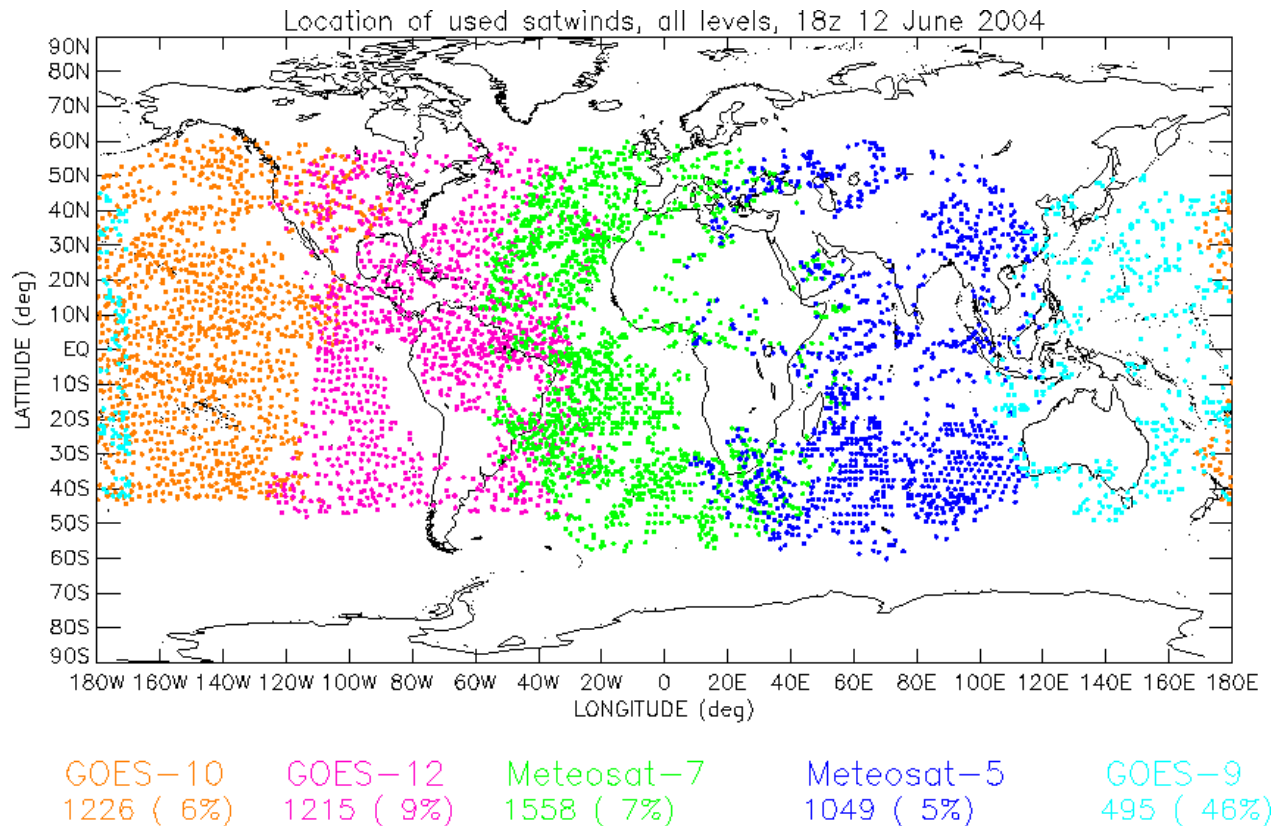 Location of used satwinds, all levels, 18z 12 June 2004
90N
80N
70N
60N
50N
40N
30N
20N
10N
EQ
10S
20S
30S
40S
50S
60S
70S
80S
90S
LATITUDE (deg)
180W 160W 140W 120W 100W 80W 60W 40W 20W 0 20E 40E 60E 80E 100E 120E 140E 160E 180E
LONGITUDE (deg)
GOES-10 GOES-12 Meteosat-7 Meteosat-5 GOES-9
1226 ( 6%) 1215 ( 9%) 1558 ( 7%) 1049 ( 5%) 495 ( 46%)